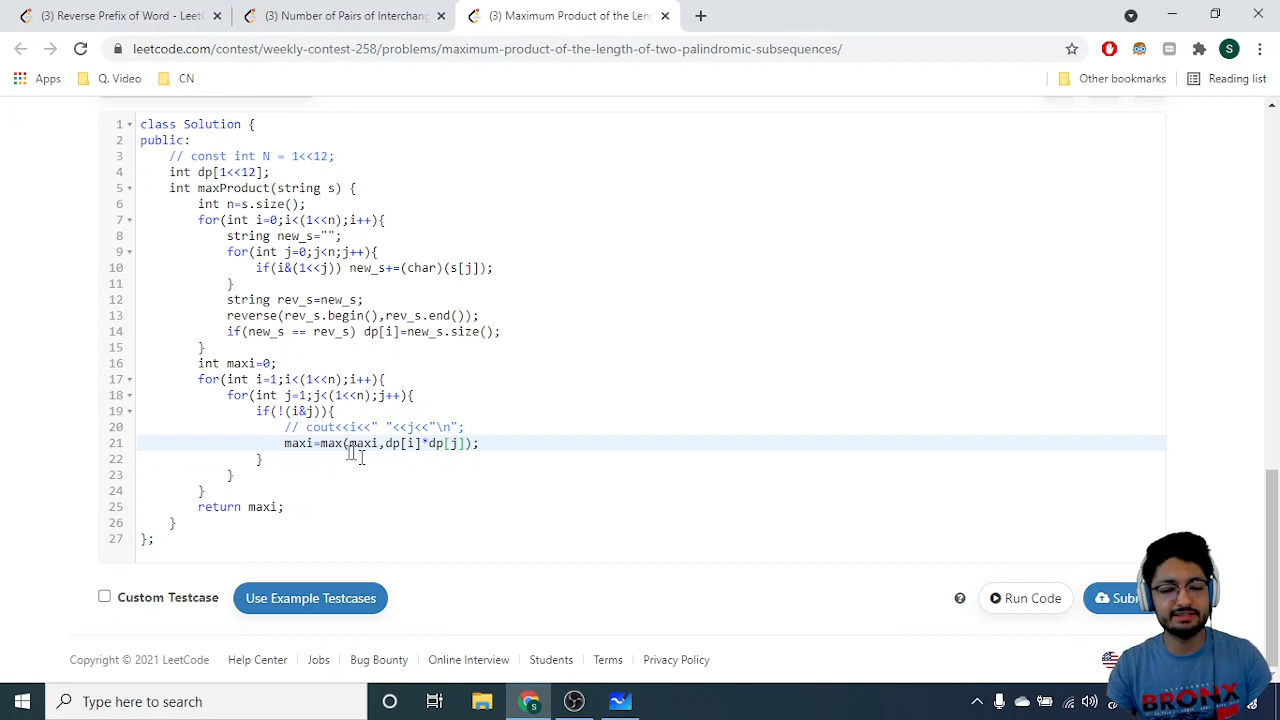 (3) Reverse Prefix of Word - LeetC
(3) Number of Pairs of Interchang
(3) Maximum Product of the Len
leetcode.com/contest/weekly-contest-258/problems/maximum-product-of-the-length-of-two-palindromic-subsequences/
S
Apps
Q. Video
CN
Other bookmarks
Reading list
1 class Solution {
2 public:
3 // const int N = 1<<12;
4 int dp[1<<12];
5 int maxProduct(string s) {
6 int n=s.size();
7 for(int i=0;i<(1<<n);i++){
8 string new_s="";
9 for(int j=0;j<n;j++){
10 if(i&(1<<j)) new_s+=(char)(s[j]);
11 }
12 string rev_s=new_s;
13 reverse(rev_s.begin(),rev_s.end());
14 if(new_s == rev_s) dp[i]=new_s.size();
15 }
16 int maxi=0;
17 for(int i=1;i<(1<<n);i++){
18 for(int j=1;j<(1<<n);j++){
19 if(!(i&j)){
20 // cout<<i<<" "<<j<<"\n";
21 maxi=max(maxi,dp[i]*dp[j]);
22 }
23 }
24 }
25 return maxi;
26 }
27 };
Custom Testcase
Use Example Testcases
Run Code
Sub
Copyright © 2021 LeetCode
Help Center
Jobs
Bug Bounty
Online Interview
Students
Terms
Privacy Policy
BRONX
Type here to search